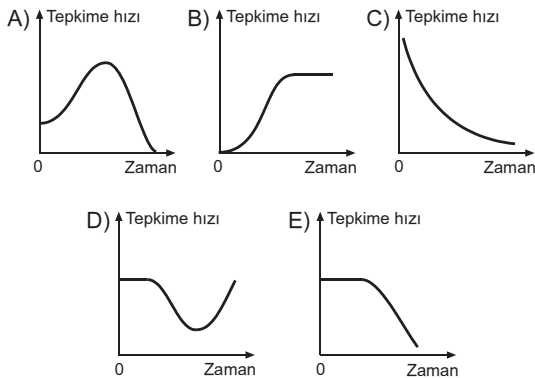 A) Tepkime hızı
0 Zaman
B) Tepkime hızı
0 Zaman
C) Tepkime hızı
0 Zaman
D) Tepkime hızı
0 Zaman
E) Tepkime hızı
0 Zaman